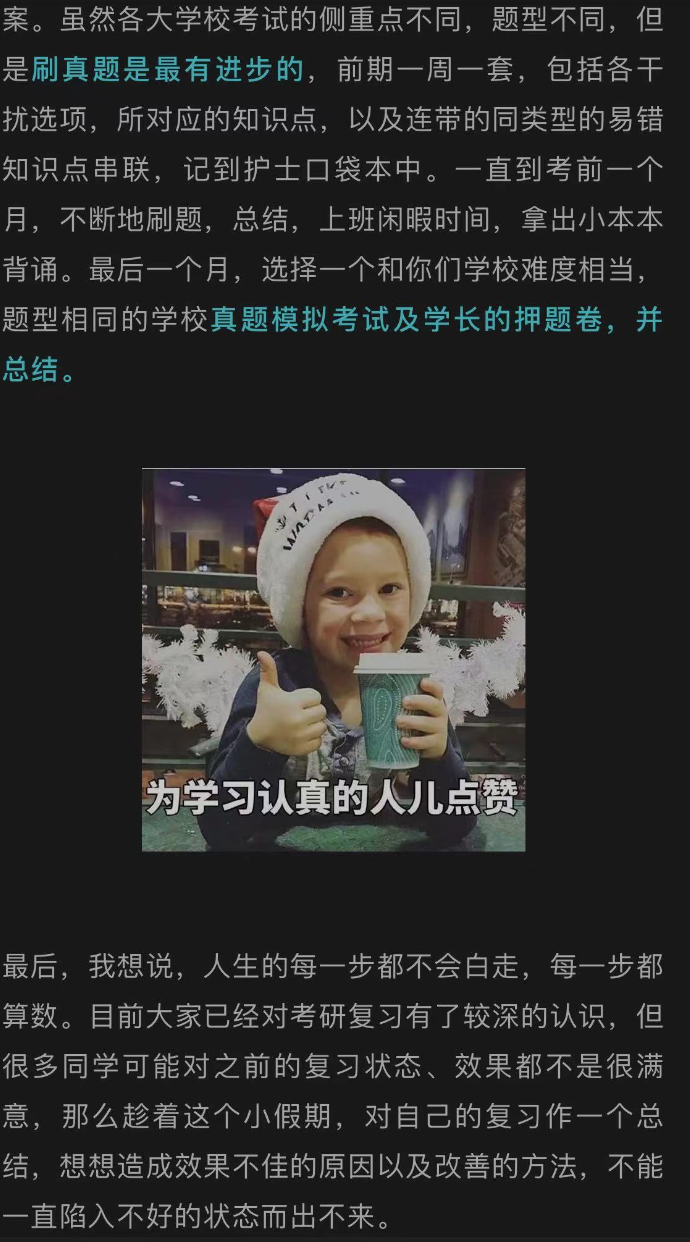 案。虽然各大学校考试的侧重点不同，题型不同，但
是刷真题是最有进步的，前期一周一套，包括各干
扰选项，所对应的知识点，以及连带的同类型的易错
知识点串联，记到护士口袋本中。一直到考前一个
月，不断地刷题，总结，上班闲暇时间，拿出小本本
背诵。最后一个月，选择一个和你们学校难度相当，
题型相同的学校真题模拟考试及学长的押题卷，并
总结。
为学习认真的人儿点赞
最后，我想说，人生的每一步都不会白走，每一步都
算数。目前大家已经对考研复习有了较深的认识，但
很多同学可能对之前的复习状态、效果都不是很满
意，那么趁着这个小假期，对自己的复习作一个总
结，想想造成效果不佳的原因以及改善的方法，不能
一直陷入不好的状态而出不来。